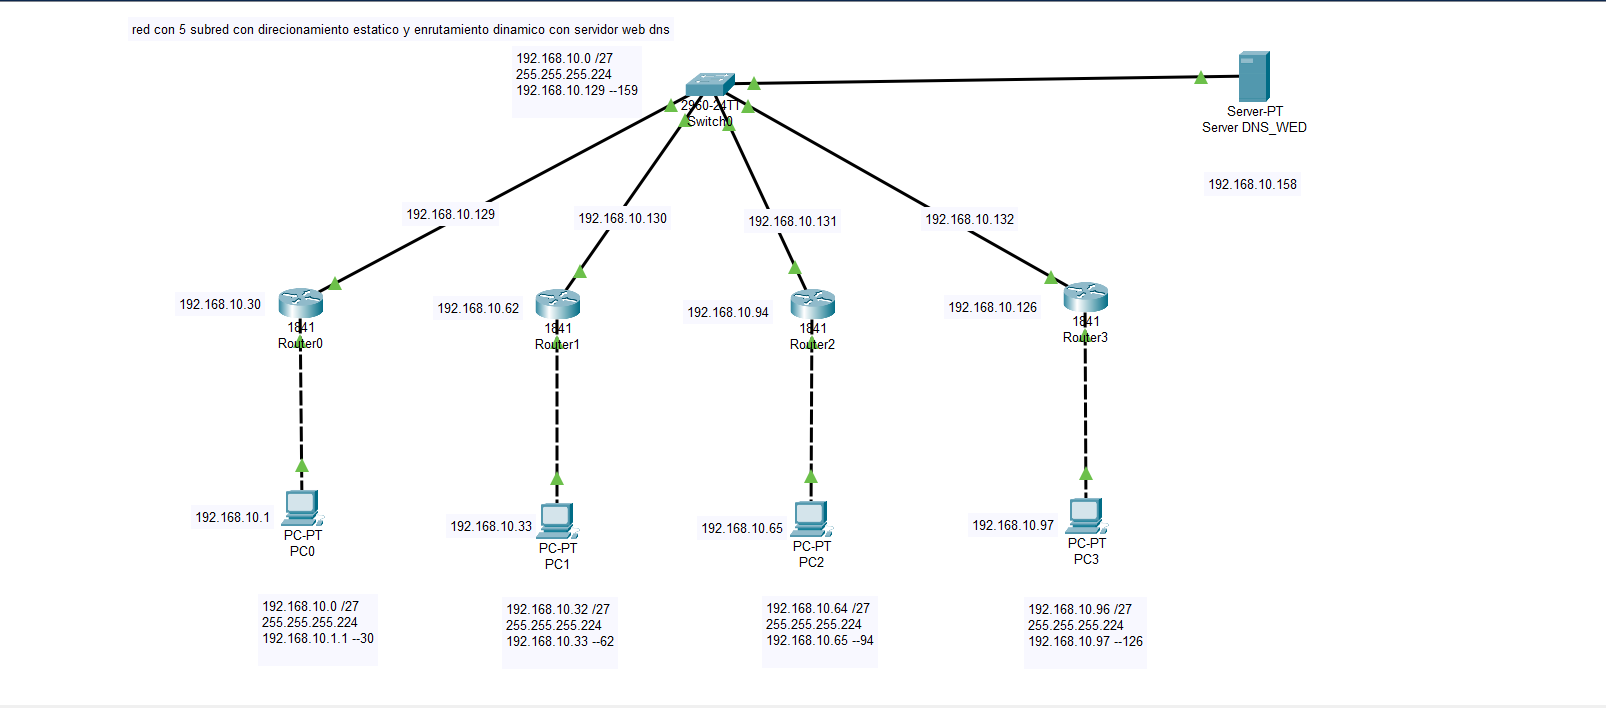 red con 5 subred con direcionamiento estatico y enrutamiento dinamico con servidor web dns
192.168.10.0 /27
255.255.255.224
192.168.10.129 --159
2960-24TT
Switch0
Server-PT
Server DNS_WED
192.168.10.158
192.168.10.129
192.168.10.130
192.168.10.131
192.168.10.132
192.168.10.30
1841
Router0
192.168.10.62
1841
Router1
192.168.10.94
1841
Router2
192.168.10.126
1841
Router3
192.168.10.1
PC-PT
PC0
192.168.10.33
PC-PT
PC1
192.168.10.65
PC-PT
PC2
192.168.10.97
PC-PT
PC3
192.168.10.0 /27
255.255.255.224
192.168.10.1.1 --30
192.168.10.32 /27
255.255.255.224
192.168.10.33 --62
192.168.10.64 /27
255.255.255.224
192.168.10.65 --94
192.168.10.96 /27
255.255.255.224
192.168.10.97 --126